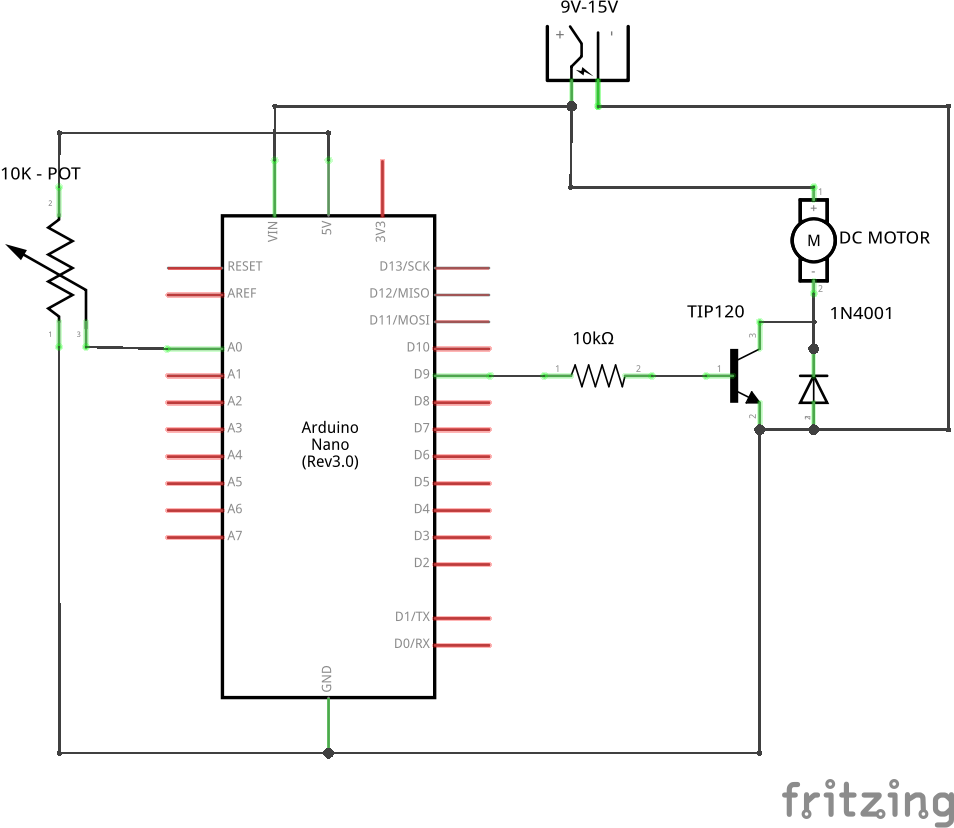 9V-15V
+ -
10K - POT
2
1
3
VIN
5V
3V3
RESET
AREF
A0
A1
A2
A3
A4
A5
A6
A7
Arduino
Nano
(Rev3.0)
D13/SCK
D12/MISO
D11/MOSI
D10
D9
D8
D7
D6
D5
D4
D3
D2
D1/TX
D0/RX
GND
10kΩ
1
2
TIP120
1
3
2
1
+
M
DC MOTOR
-
2
1N4001
fritzing